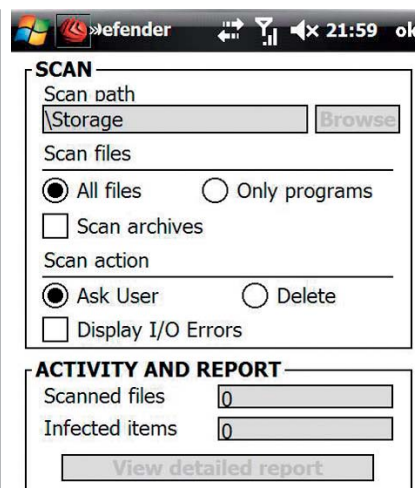 »efender 21:59 ok
SCAN
Scan path
\Storage Browse
Scan files
All files Only programs
Scan archives
Scan action
Ask User Delete
Display I/O Errors
ACTIVITY AND REPORT
Scanned files 0
Infected items 0
View detailed report